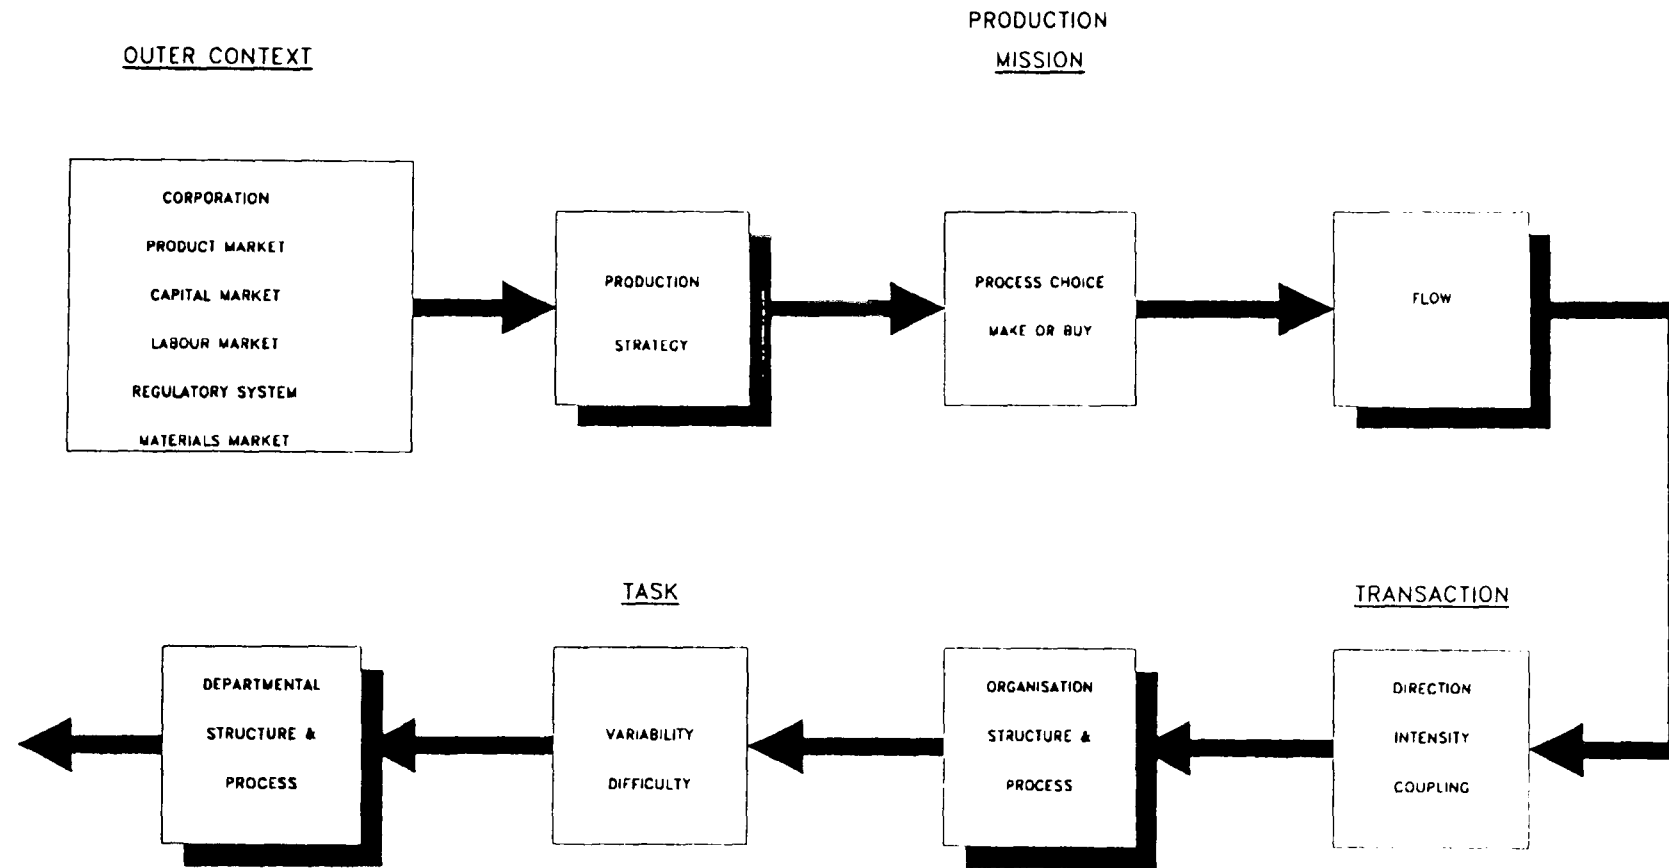 OUTER CONTEXT
PRODUCTION
MISSION
CORPORATION
PRODUCT MARKET
CAPITAL MARKET
LABOUR MARKET
REGULATORY SYSTEM
MATERIALS MARKET
PRODUCTION
STRATEGY
PROCESS CHOICE
MAKE OR BUY
FLOW
TASK
TRANSACTION
DEPARTMENTAL
STRUCTURE &
PROCESS
VARIABILITY
DIFFICULTY
ORGANISATION
STRUCTURE &
PROCESS
DIRECTION
INTENSITY
COUPLING